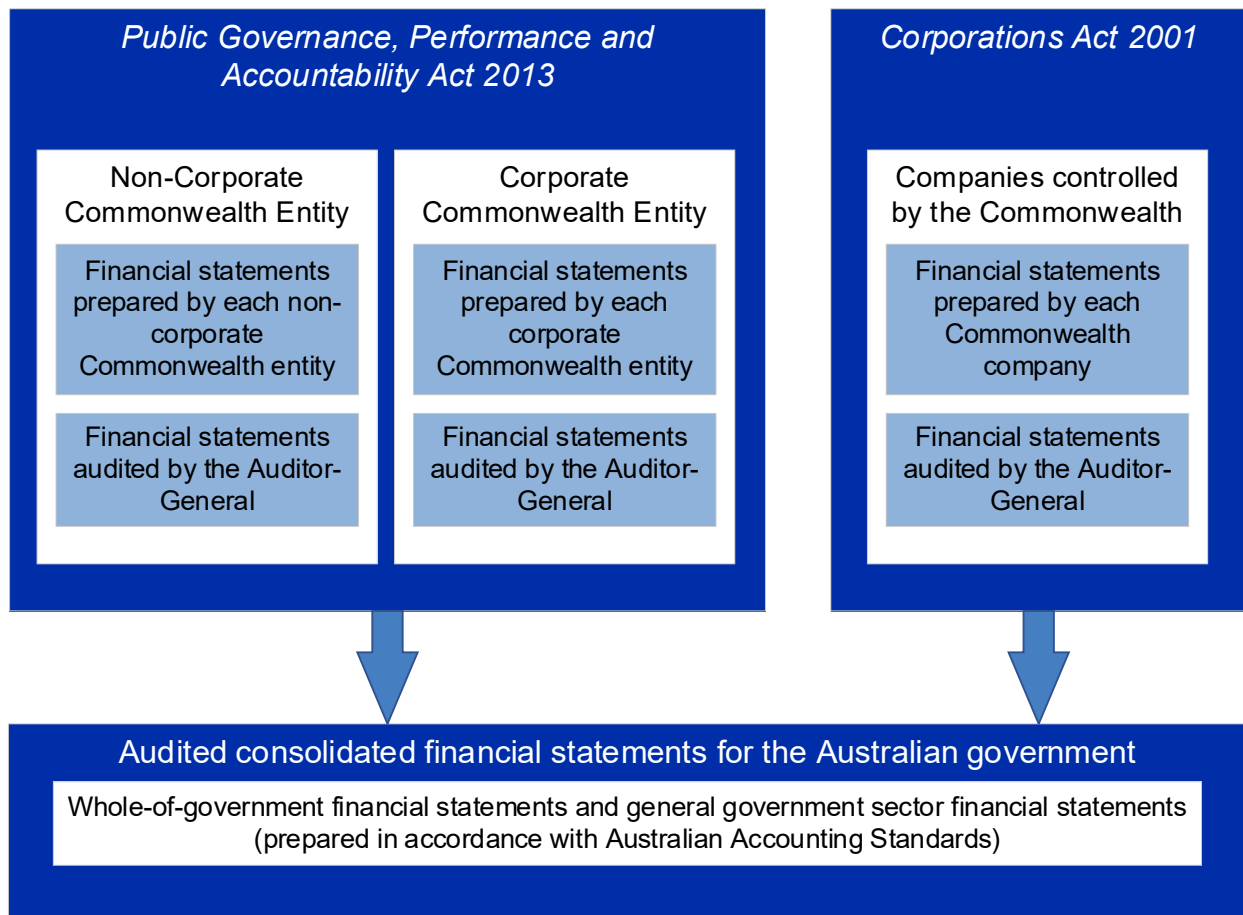 Public Governance, Performance and
Accountability Act 2013
Non-Corporate
Commonwealth Entity
Financial statements
prepared by each non-
corporate
Commonwealth entity
Financial statements
audited by the Auditor-
General
Corporate
Commonwealth Entity
Financial statements
prepared by each
corporate
Commonwealth entity
Financial statements
audited by the Auditor-
General
Corporations Act 2001
Companies controlled
by the Commonwealth
Financial statements
prepared by each
Commonwealth
company
Financial statements
audited by the Auditor-
General
Audited consolidated financial statements for the Australian government
Whole-of-government financial statements and general government sector financial statements
(prepared in accordance with Australian Accounting Standards)